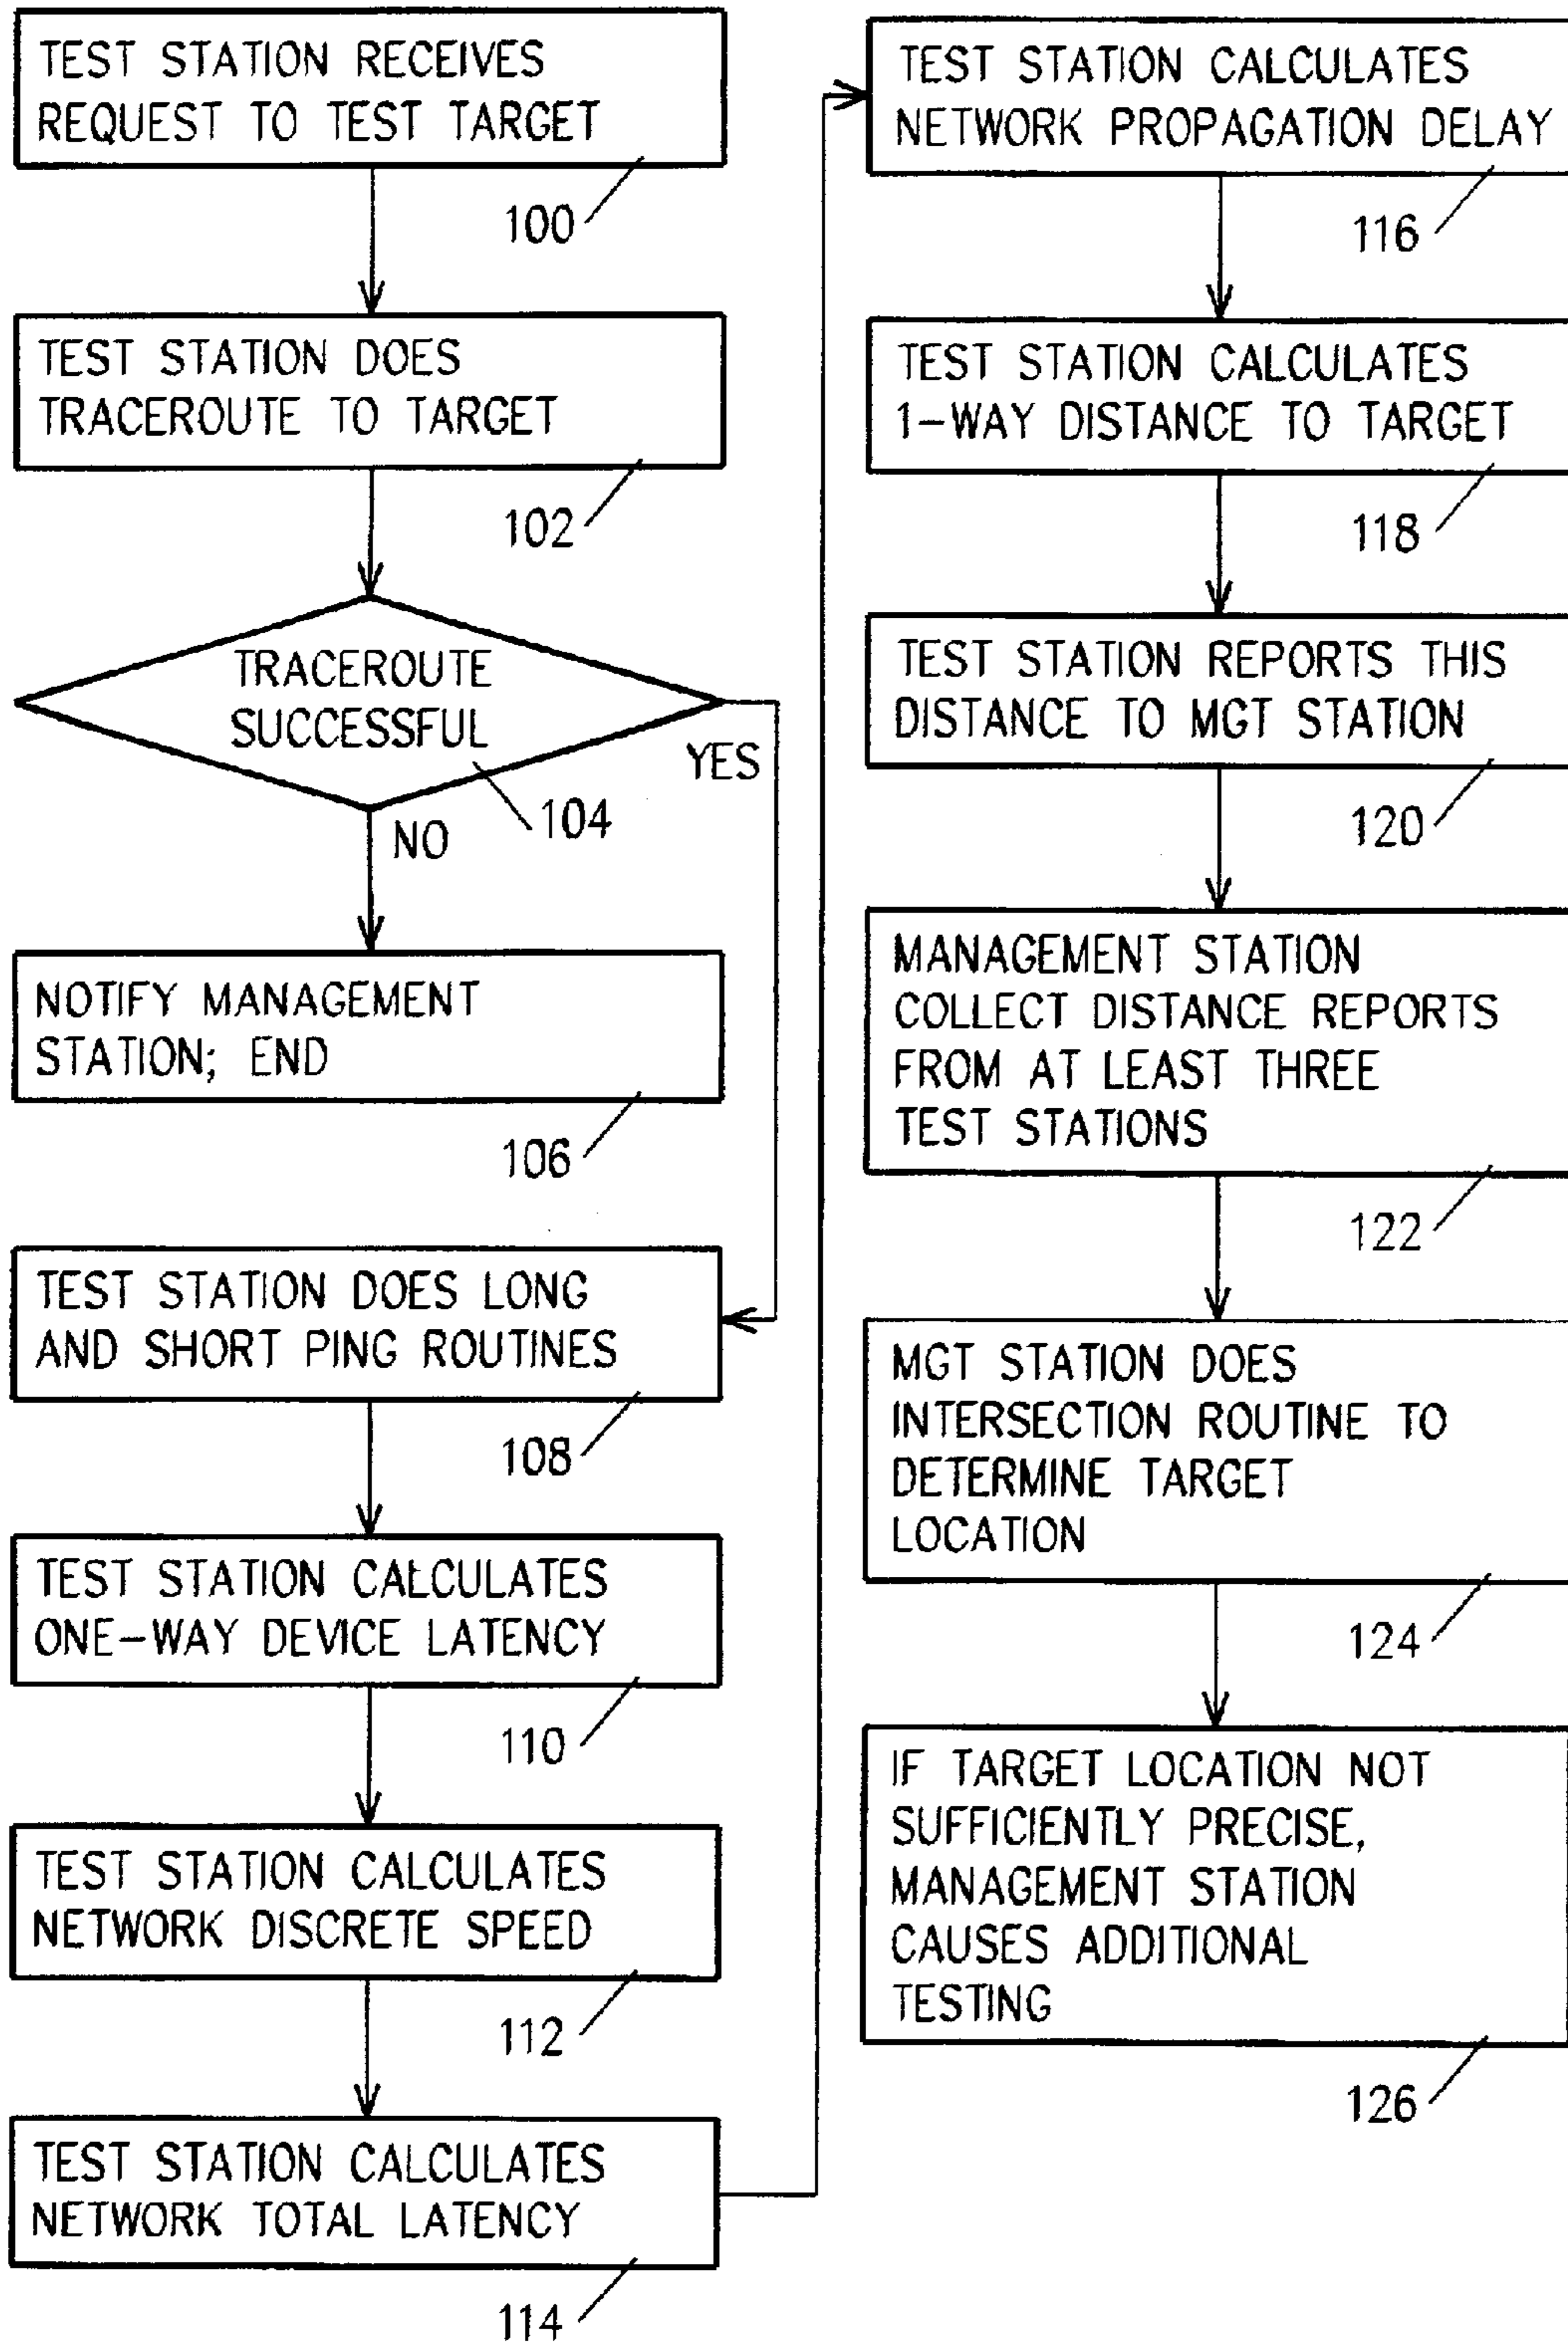 TEST STATION RECEIVES
REQUEST TO TEST TARGET
100
TEST STATION DOES
TRACEROUTE TO TARGET
102
TRACEROUTE
SUCCESSFUL
YES
104
NO
NOTIFY MANAGEMENT
STATION; END
106
TEST STATION DOES LONG
AND SHORT PING ROUTINES
108
TEST STATION CALCULATES
ONE-WAY DEVICE LATENCY
110
TEST STATION CALCULATES
NETWORK DISCRETE SPEED
112
TEST STATION CALCULATES
NETWORK TOTAL LATENCY
114
TEST STATION CALCULATES
NETWORK PROPAGATION DELAY
116
TEST STATION CALCULATES
1-WAY DISTANCE TO TARGET
118
TEST STATION REPORTS THIS
DISTANCE TO MGT STATION
120
MANAGEMENT STATION
COLLECT DISTANCE REPORTS
FROM AT LEAST THREE
TEST STATIONS
122
MGT STATION DOES
INTERSECTION ROUTINE TO
DETERMINE TARGET
LOCATION
124
IF TARGET LOCATION NOT
SUFFICIENTLY PRECISE,
MANAGEMENT STATION
CAUSES ADDITIONAL
TESTING
126